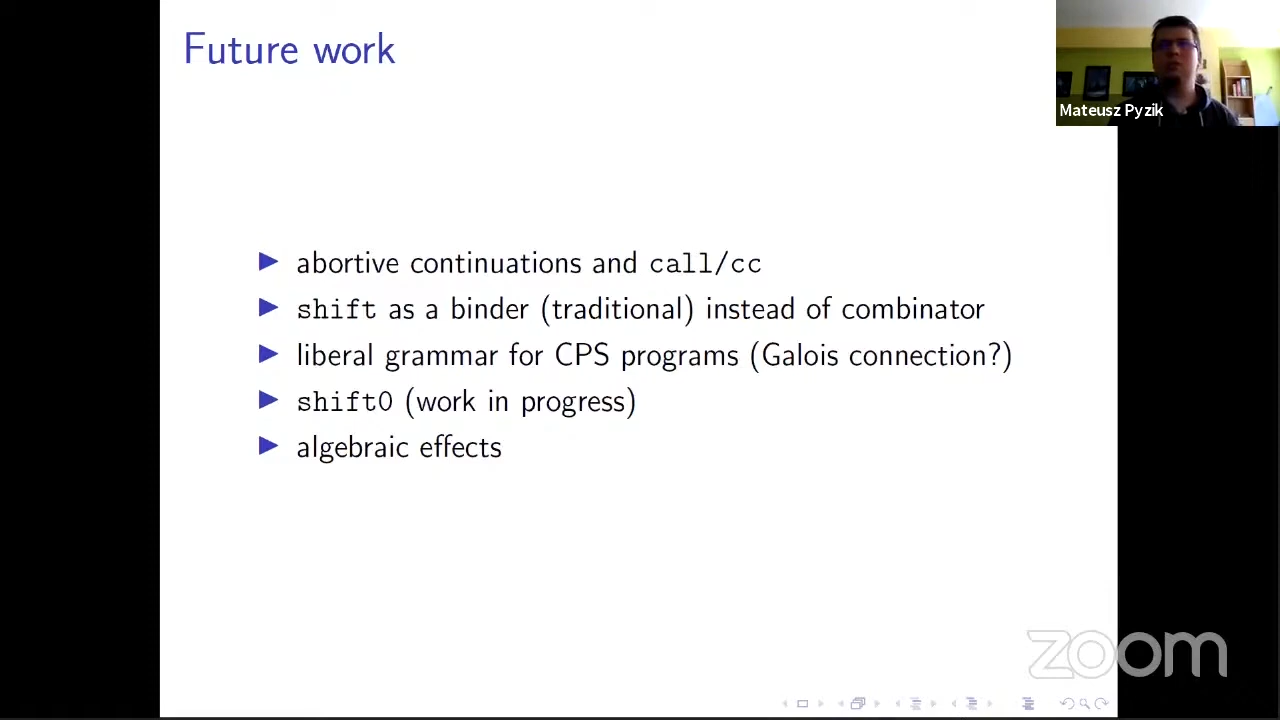 Future work
Mateusz Pyzik
abortive continuations and call/cc
shift as a binder (traditional) instead of combinator
liberal grammar for CPS programs (Galois connection?)
shift0 (work in progress)
algebraic effects
zoom